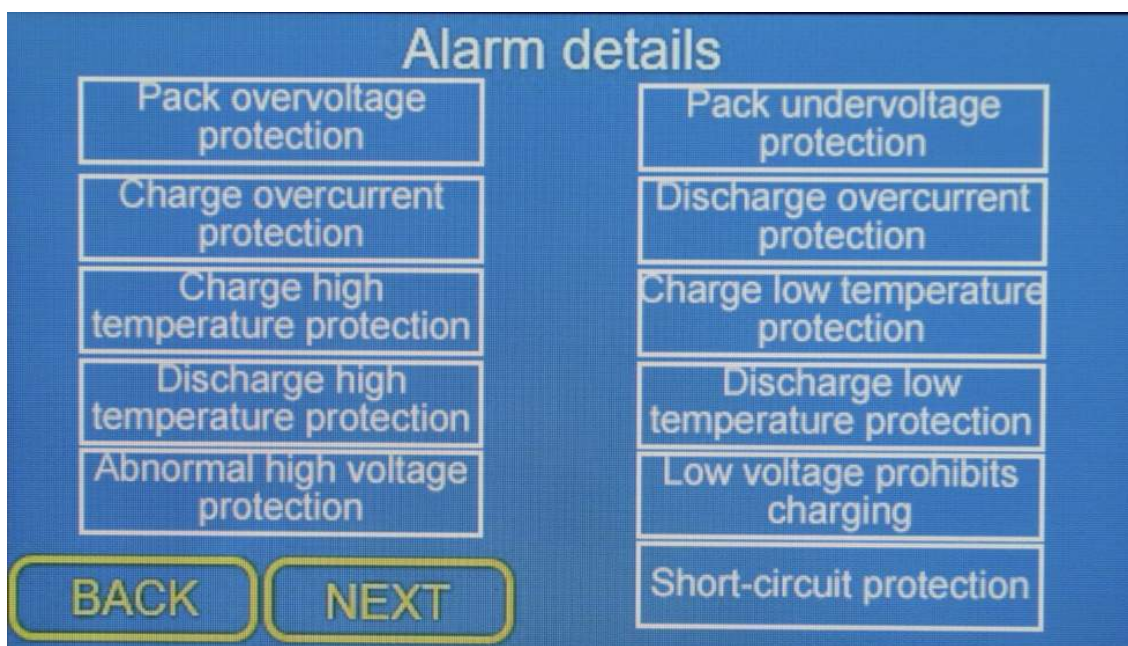 Alarm details
Pack overvoltage
protection
Pack undervoltage
protection
Charge overcurrent
protection
Discharge overcurrent
protection
Charge high
temperature protection
Charge low temperature
protection
Discharge high
temperature protection
Discharge low
temperature protection
Abnormal high voltage
protection
Low voltage prohibits
charging
Short-circuit protection
BACK
NEXT